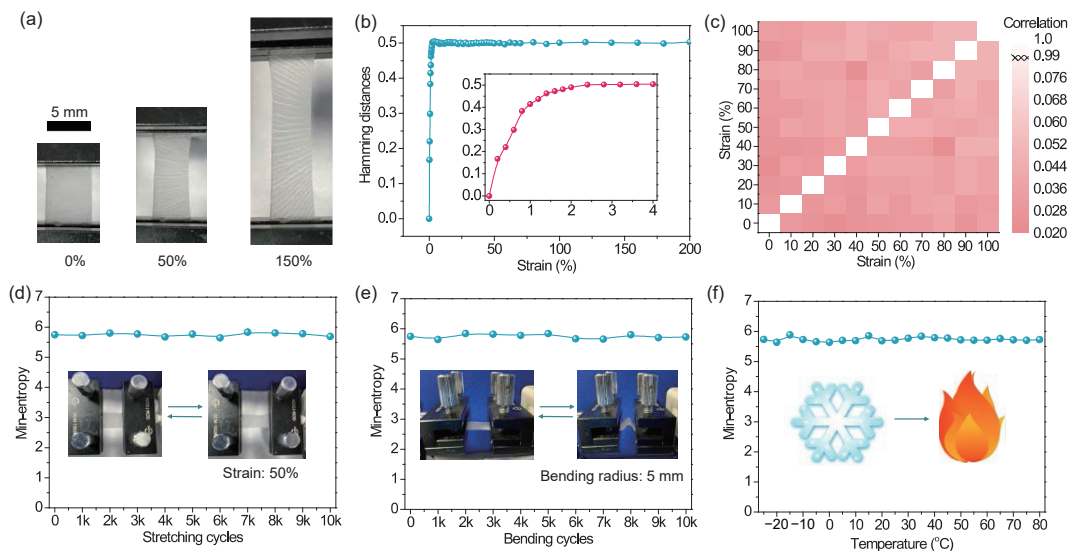 (a)
5 mm
0%
50%
150%
(b)
Hamming distances
0.5
0.4
0.3
0.2
0.1
0.0
0.5
0.4
0.3
0.2
0.1
0.0
0 1 2 3 4
0 50 100 150 200
Strain (%)
(c)
Correlation
1.0
0.99
0.076
0.068
0.060
0.052
0.044
0.036
0.028
0.020
Strain (%)
100
90
80
70
60
50
40
30
20
10
0
0 10 20 30 40 50 60 70 80 90 100
Strain (%)
(d)
Min-entropy
7
6
5
4
3
2
1
0
Strain: 50%
0 1k 2k 3k 4k 5k 6k 7k 8k 9k 10k
Stretching cycles
(e)
Min-entropy
7
6
5
4
3
2
1
0
Bending radius: 5 mm
0 1k 2k 3k 4k 5k 6k 7k 8k 9k 10k
Bending cycles
(f)
Min-entropy
7
6
5
4
3
2
1
0
−20 −10 0 10 20 30 40 50 60 70 80
Temperature (°C)